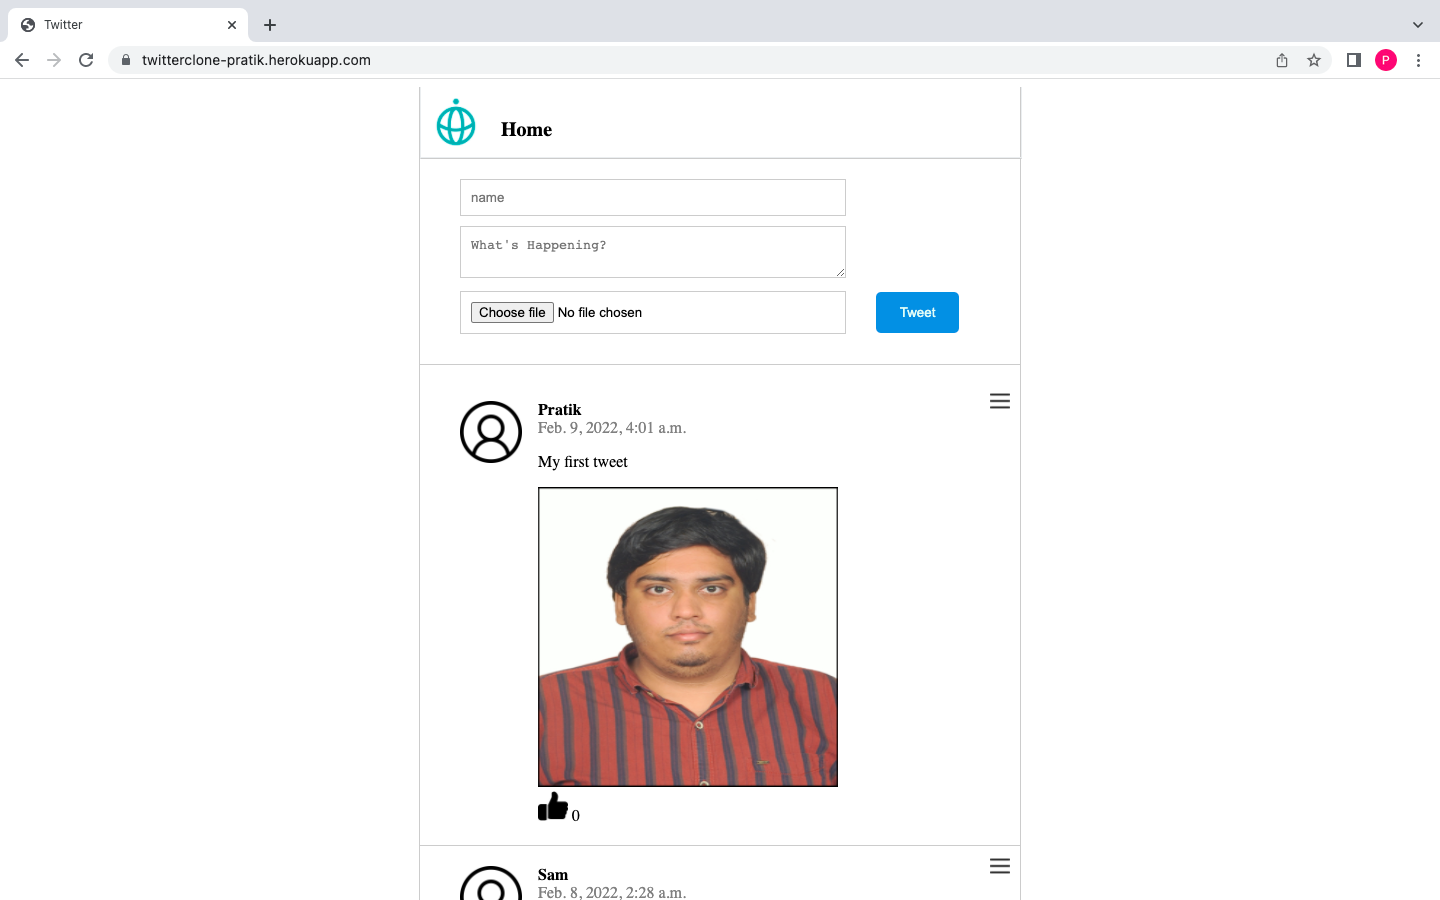 Twitter
twitterclone-pratik.herokuapp.com
P
Home
name
What's Happening?
Choose file No file chosen
Tweet
Pratik
Feb. 9, 2022, 4:01 a.m.
My first tweet
0
Sam
Feb. 8, 2022, 2:28 a.m.